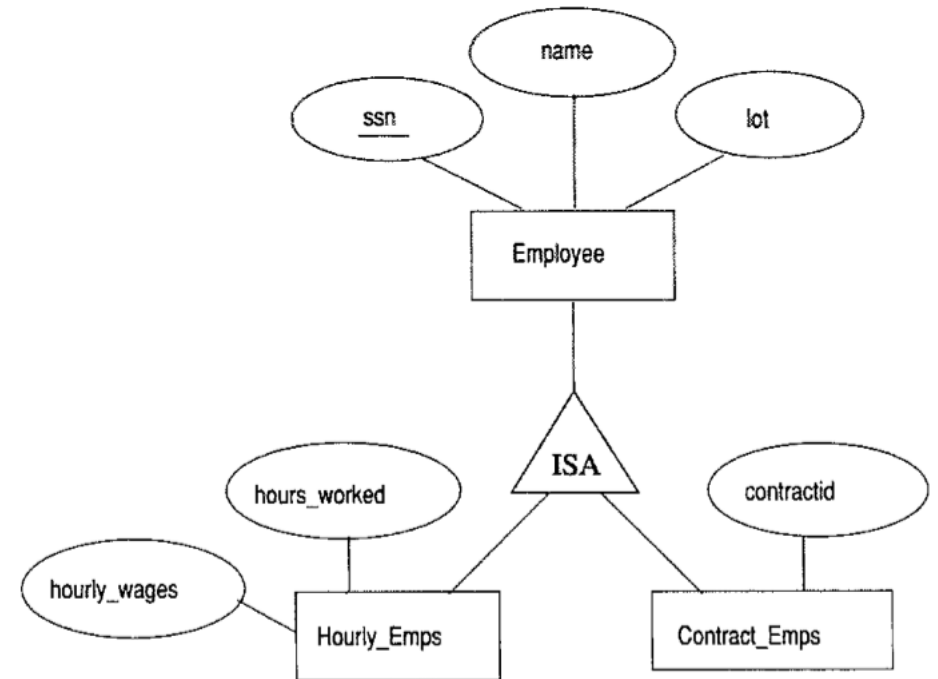 name
ssn
lot
Employee
ISA
hours_worked
contractid
hourly_wages
Hourly_Emps
Contract_Emps